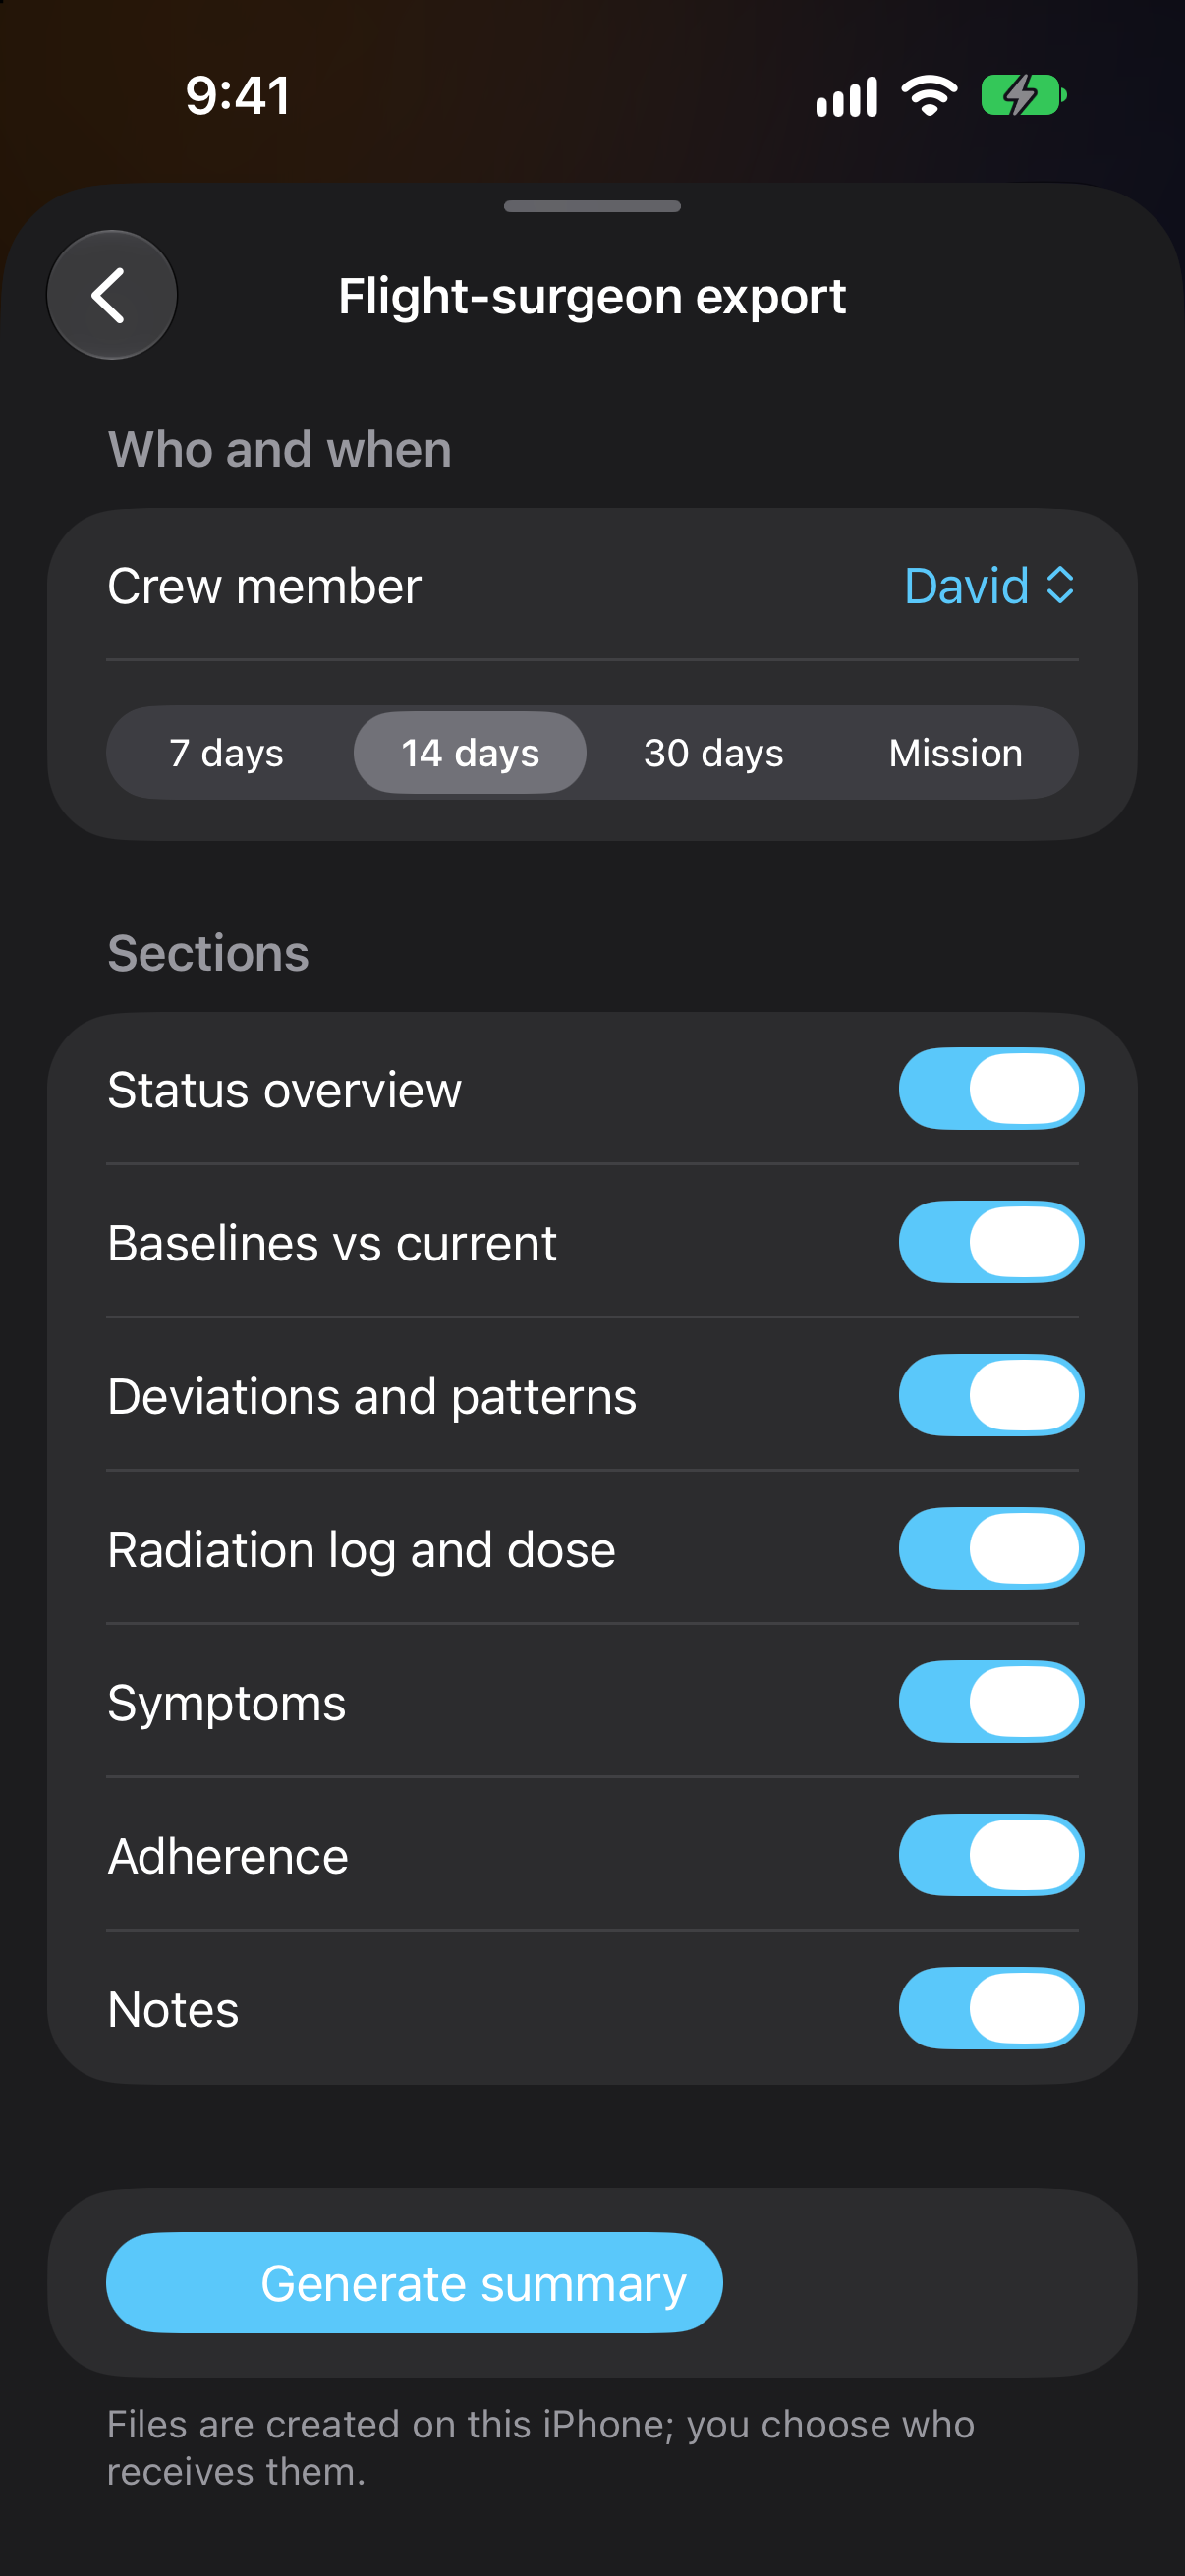 9:41
Flight-surgeon export
Who and when
Crew member David
7 days 14 days 30 days Mission
Sections
Status overview
Baselines vs current
Deviations and patterns
Radiation log and dose
Symptoms
Adherence
Notes
Generate summary
Files are created on this iPhone; you choose who
receives them.